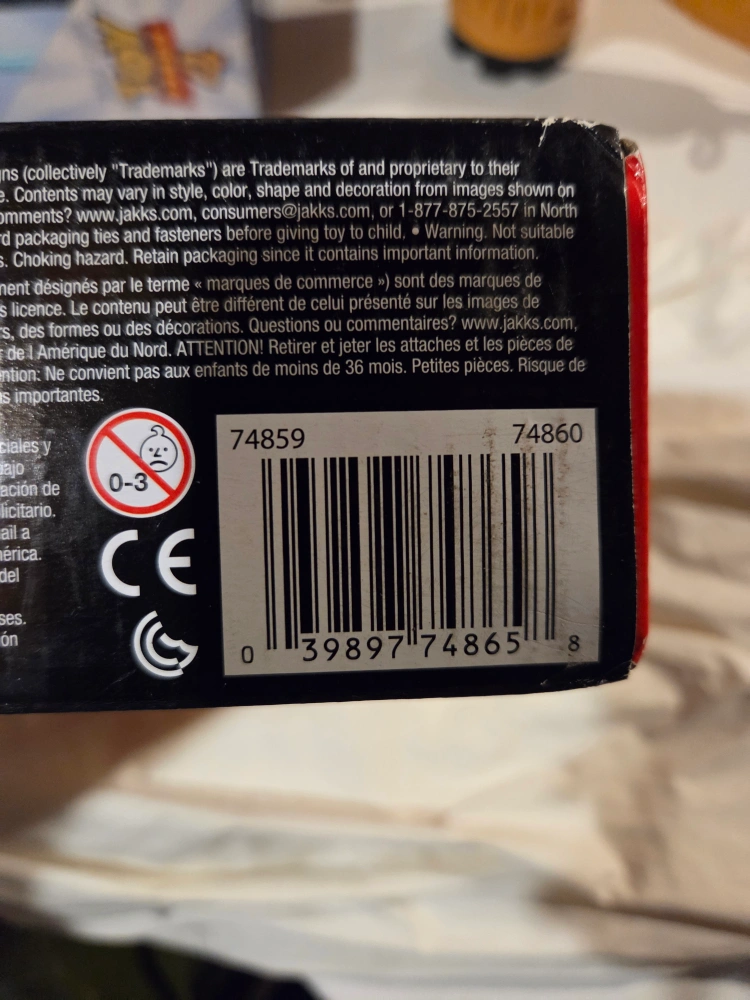 ns (collectively "Trademarks") are Trademarks of and proprietary to their
e. Contents may vary in style, color, shape and decoration from images shown on
omments? www.jakks.com, consumers@jakks.com, or 1-877-875-2557 in North
d packaging ties and fasteners before giving toy to child. • Warning. Not suitable
s. Choking hazard. Retain packaging since it contains important information.
nent désignés par le terme « marques de commerce ») sont des marques de
s licence. Le contenu peut être différent de celui présenté sur les images de
s, des formes ou des décorations. Questions ou commentaires? www.jakks.com,
de l Amérique du Nord. ATTENTION! Retirer et jeter les attaches et les pièces de
ntion: Ne convient pas aux enfants de moins de 36 mois. Petites pièces. Risque de
s importantes.
ciales y
bajo
ación de
licitario.
ail a
nérica.
del
ses.
ón
0-3
CE
74859 74860
0 39897 74865 8